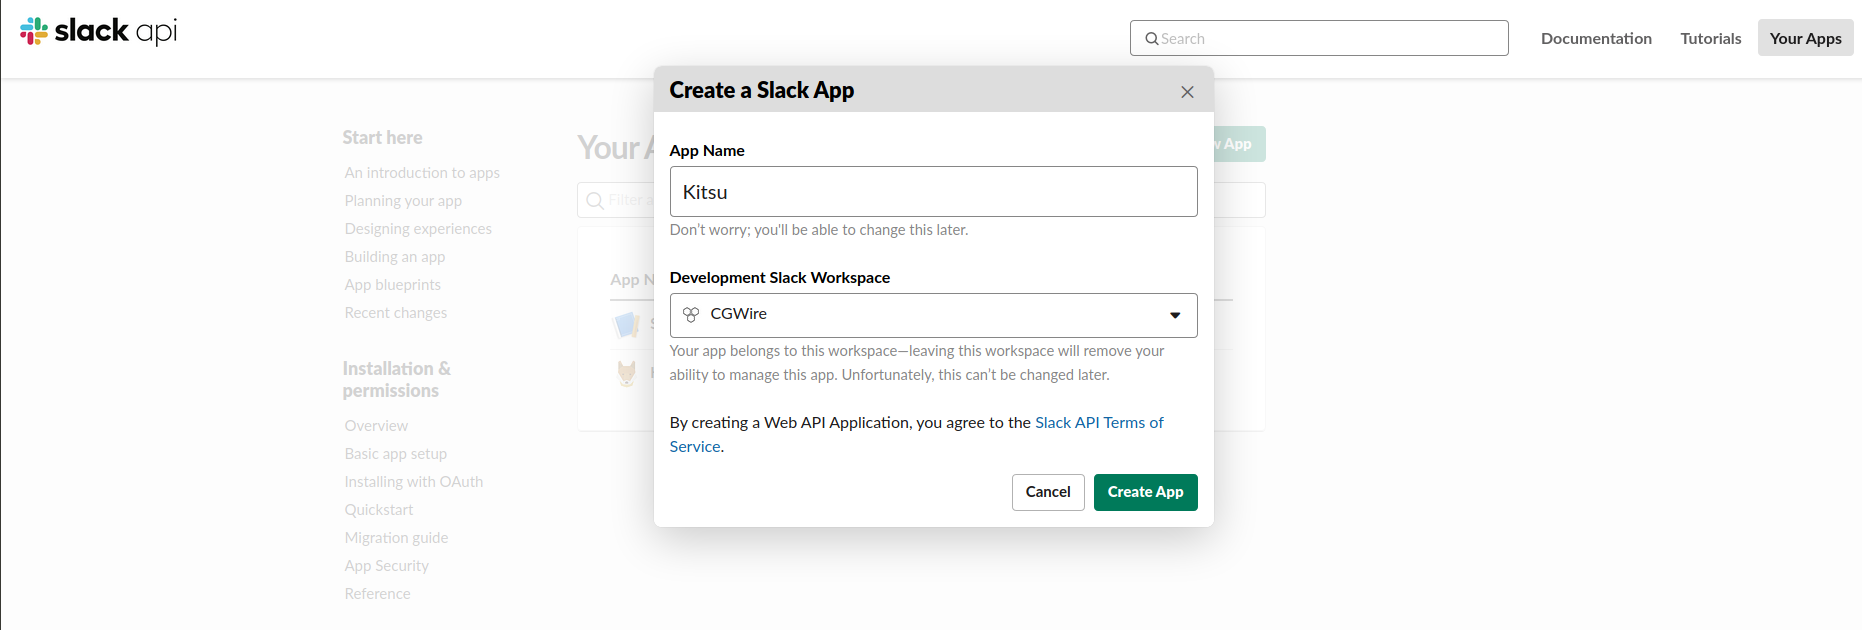 slack api
Search
Documentation
Tutorials
Your Apps
Create a Slack App
App Name
Kitsu
Don't worry; you'll be able to change this later.
Development Slack Workspace
CGWire
Your app belongs to this workspace—leaving this workspace will remove your
ability to manage this app. Unfortunately, this can't be changed later.
By creating a Web API Application, you agree to the Slack API Terms of
Service.
Cancel
Create App
Start here
An introduction to apps
Planning your app
Designing experiences
Building an app
App blueprints
Recent changes
Installation &
permissions
Overview
Basic app setup
Installing with OAuth
Quickstart
Migration guide
App Security
Reference
Your
App
Filter
App